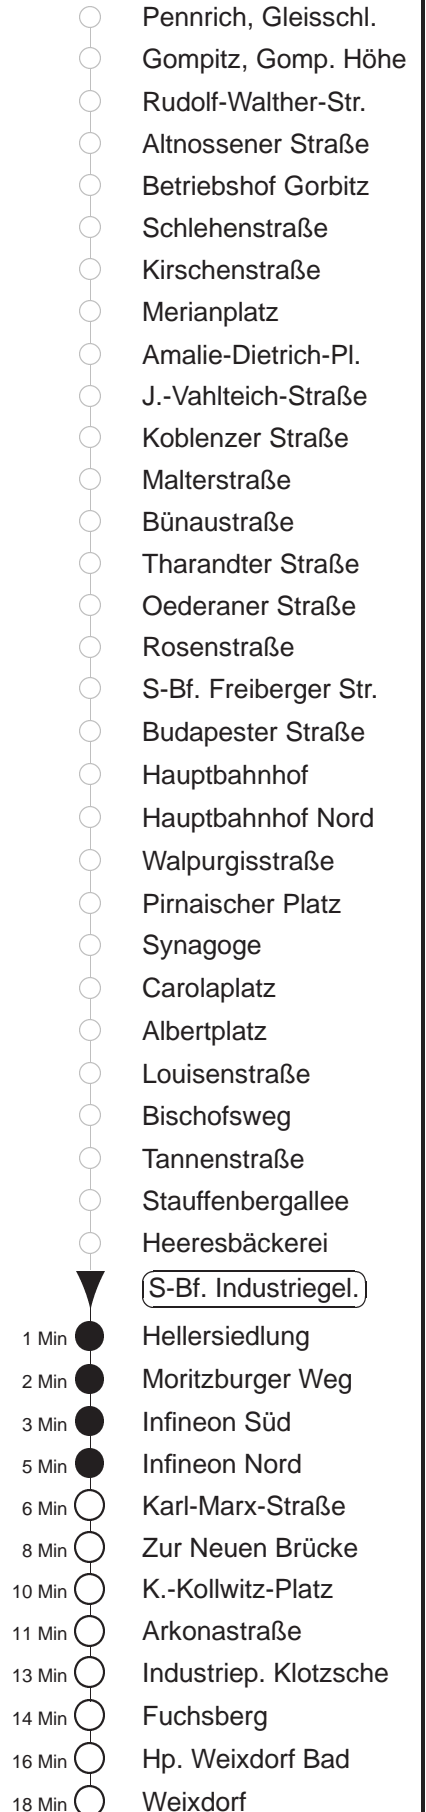 Pennrich, Gleisschl.
Gompitz, Gomp. Höhe
Rudolf-Walther-Str.
Altnossener Straße
Betriebshof Gorbitz
Schlehenstraße
Kirschenstraße
Merianplatz
Amalie-Dietrich-Pl.
J.-Vahlteich-Straße
Koblenzer Straße
Malterstraße
Bünaustraße
Tharandter Straße
Oederaner Straße
Rosenstraße
S-Bf. Freiberger Str.
Budapester Straße
Hauptbahnhof
Hauptbahnhof Nord
Walpurgisstraße
Pirnaischer Platz
Synagoge
Carolaplatz
Albertplatz
Louisenstraße
Bischofsweg
Tannenstraße
Stauffenbergallee
Heeresbäckerei
S-Bf. Industriegel.
1 Min Hellersiedlung
2 Min Moritzburger Weg
3 Min Infineon Süd
5 Min Infineon Nord
6 Min Karl-Marx-Straße
8 Min Zur Neuen Brücke
10 Min K.-Kollwitz-Platz
11 Min Arkonastraße
13 Min Industriep. Klotzsche
14 Min Fuchsberg
16 Min Hp. Weixdorf Bad
18 Min Weixdorf